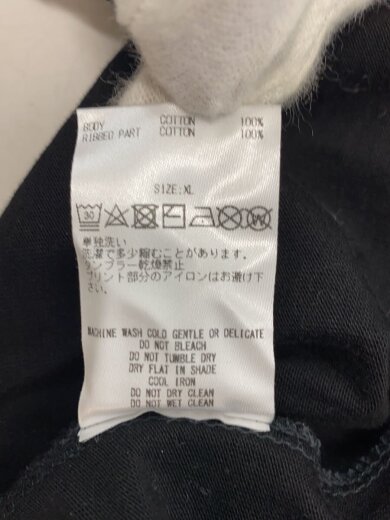 BODY COTTON 100%
RIBBED PART COTTON 100%
SIZE:XL
30
単独洗い
洗濯で多少縮むことがあります。
タンブラー乾燥禁止
プリント部分のアイロンはお避け下
さい。
MACHINE WASH COLD GENTLE OR DELICATE
DO NOT BLEACH
DO NOT TUMBLE DRY
DRY FLAT IN SHADE
COOL IRON
DO NOT DRY CLEAN
DO NOT WET CLEAN